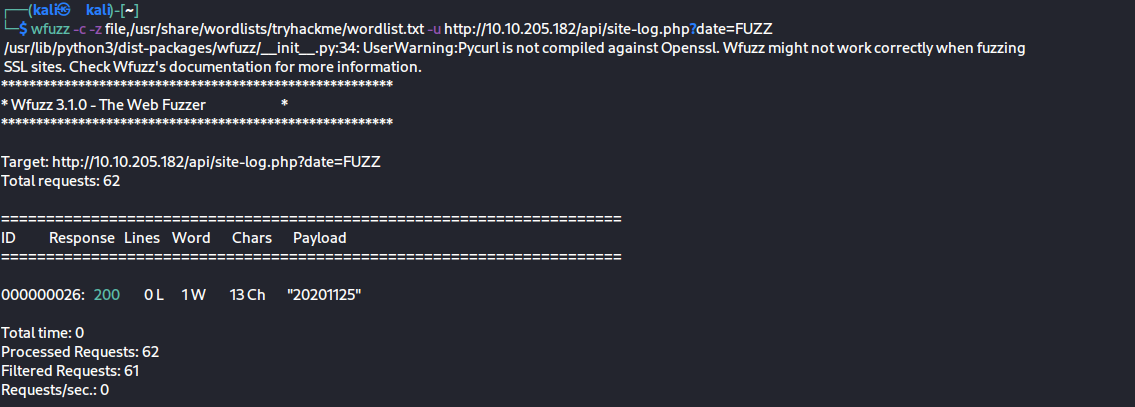 ┌──(kali㉿ kali)-[~]
└─$ wfuzz -c -z file,/usr/share/wordlists/tryhackme/wordlist.txt -u http://10.10.205.182/api/site-log.php?date=FUZZ
/usr/lib/python3/dist-packages/wfuzz/__init__.py:34: UserWarning:Pycurl is not compiled against Openssl. Wfuzz might not work correctly when fuzzing
SSL sites. Check Wfuzz's documentation for more information.
********************************************************
* Wfuzz 3.1.0 - The Web Fuzzer *
********************************************************
Target: http://10.10.205.182/api/site-log.php?date=FUZZ
Total requests: 62
=====================================================================
ID Response Lines Word Chars Payload
=====================================================================
000000026: 200 0 L 1 W 13 Ch "20201125"
Total time: 0
Processed Requests: 62
Filtered Requests: 61
Requests/sec.: 0